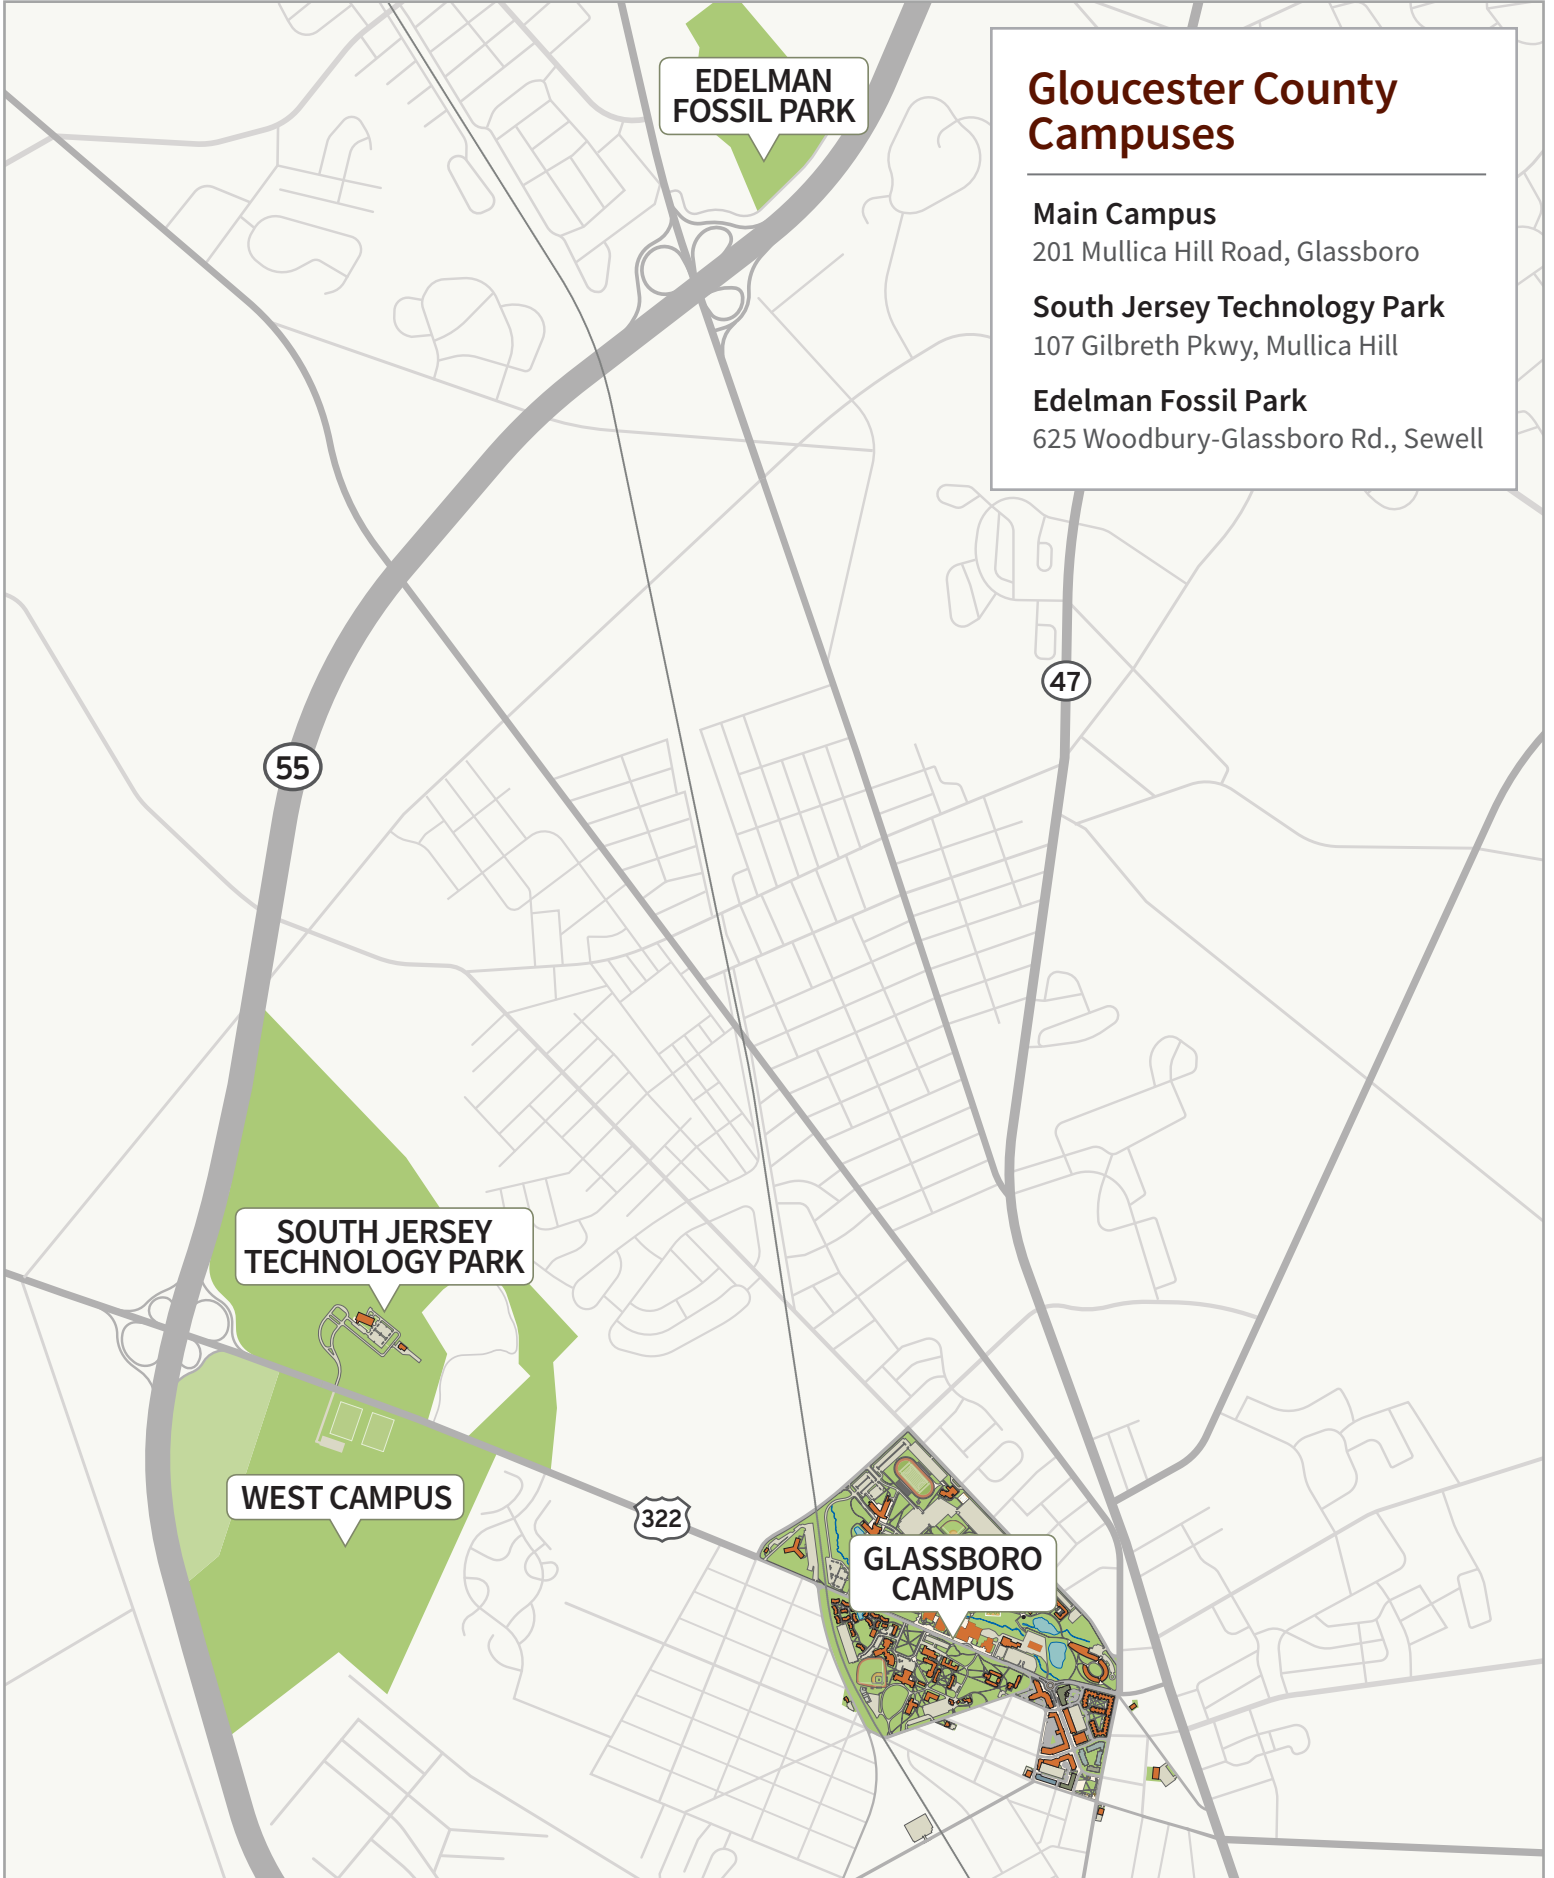 EDELMAN
FOSSIL PARK
Gloucester County
Campuses
Main Campus
201 Mullica Hill Road, Glassboro
South Jersey Technology Park
107 Gilbreth Pkwy, Mullica Hill
Edelman Fossil Park
625 Woodbury-Glassboro Rd., Sewell
47
55
SOUTH JERSEY
TECHNOLOGY PARK
WEST CAMPUS
322
GLASSBORO
CAMPUS